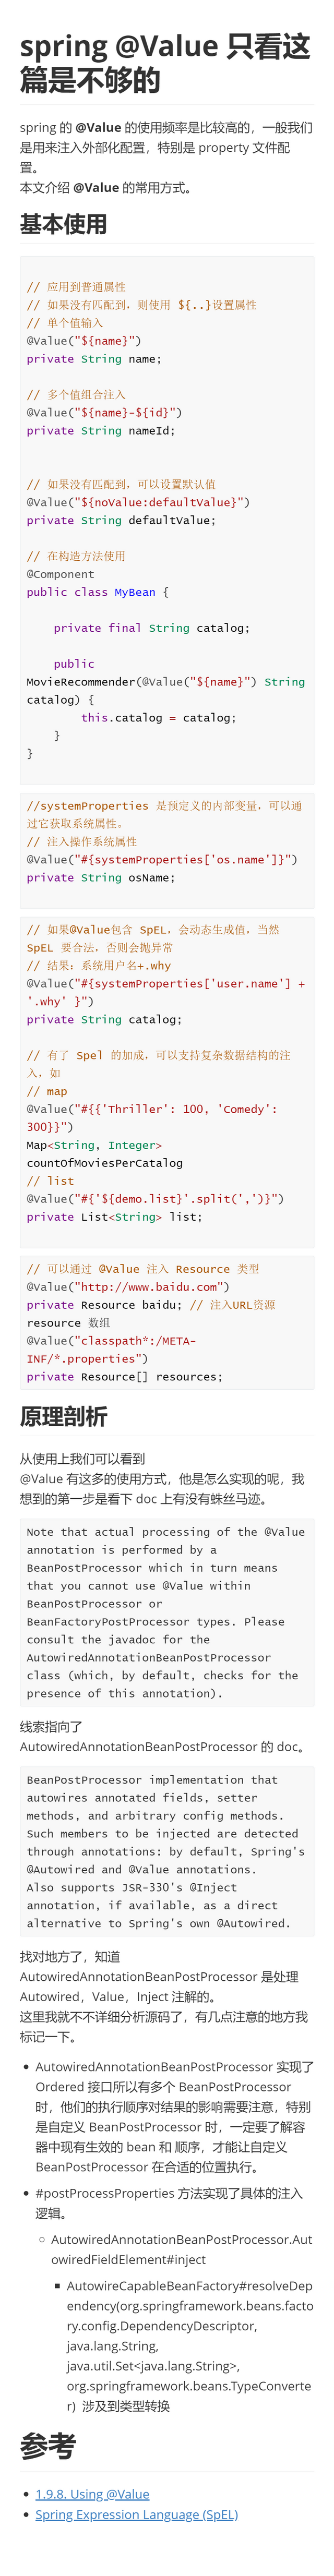 spring @Value 只看这
篇是不够的
spring 的 @Value 的使用频率是比较高的，一般我们
是用来注入外部化配置，特别是 property 文件配
置。
本文介绍 @Value 的常用方式。
基本使用
// 应用到普通属性
// 如果没有匹配到，则使用 ${..}设置属性
// 单个值输入
@Value("${name}")
private String name;
// 多个值组合注入
@Value("${name}-${id}")
private String nameId;
// 如果没有匹配到，可以设置默认值
@Value("${noValue:defaultValue}")
private String defaultValue;
// 在构造方法使用
@Component
public class MyBean {
private final String catalog;
public
MovieRecommender(@Value("${name}") String
catalog) {
this.catalog = catalog;
}
}
//systemProperties 是预定义的内部变量，可以通
过它获取系统属性。
// 注入操作系统属性
@Value("#{systemProperties['os.name']}")
private String osName;
// 如果@Value包含 SpEL，会动态生成值，当然
SpEL 要合法，否则会抛异常
// 结果：系统用户名+.why
@Value("#{systemProperties['user.name'] +
'.why' }")
private String catalog;
// 有了 Spel 的加成，可以支持复杂数据结构的注
入，如
// map
@Value("#{{'Thriller': 100, 'Comedy':
300}}")
Map<String, Integer>
countOfMoviesPerCatalog
// list
@Value("#{'${demo.list}'.split(',')}")
private List<String> list;
// 可以通过 @Value 注入 Resource 类型
@Value("http://www.baidu.com")
private Resource baidu; // 注入URL资源
resource 数组
@Value("classpath*:/META-
INF/*.properties")
private Resource[] resources;
原理剖析
从使用上我们可以看到
@Value 有这多的使用方式，他是怎么实现的呢，我
想到的第一步是看下 doc 上有没有蛛丝马迹。
Note that actual processing of the @Value
annotation is performed by a
BeanPostProcessor which in turn means
that you cannot use @Value within
BeanPostProcessor or
BeanFactoryPostProcessor types. Please
consult the javadoc for the
AutowiredAnnotationBeanPostProcessor
class (which, by default, checks for the
presence of this annotation).
线索指向了
AutowiredAnnotationBeanPostProcessor 的 doc。
BeanPostProcessor implementation that
autowires annotated fields, setter
methods, and arbitrary config methods.
Such members to be injected are detected
through annotations: by default, Spring's
@Autowired and @Value annotations.
Also supports JSR-330's @Inject
annotation, if available, as a direct
alternative to Spring's own @Autowired.
找对地方了，知道
AutowiredAnnotationBeanPostProcessor 是处理
Autowired，Value，Inject 注解的。
这里我就不不详细分析源码了，有几点注意的地方我
标记一下。
AutowiredAnnotationBeanPostProcessor 实现了
Ordered 接口所以有多个 BeanPostProcessor
时，他们的执行顺序对结果的影响需要注意，特别
是自定义 BeanPostProcessor 时，一定要了解容
器中现有生效的 bean 和 顺序，才能让自定义
BeanPostProcessor 在合适的位置执行。
#postProcessProperties 方法实现了具体的注入
逻辑。
AutowiredAnnotationBeanPostProcessor.Aut
owiredFieldElement#inject
AutowireCapableBeanFactory#resolveDep
endency(org.springframework.beans.facto
ry.config.DependencyDescriptor,
java.lang.String,
java.util.Set<java.lang.String>,
org.springframework.beans.TypeConverte
r) 涉及到类型转换
参考
1.9.8. Using @Value
Spring Expression Language (SpEL)